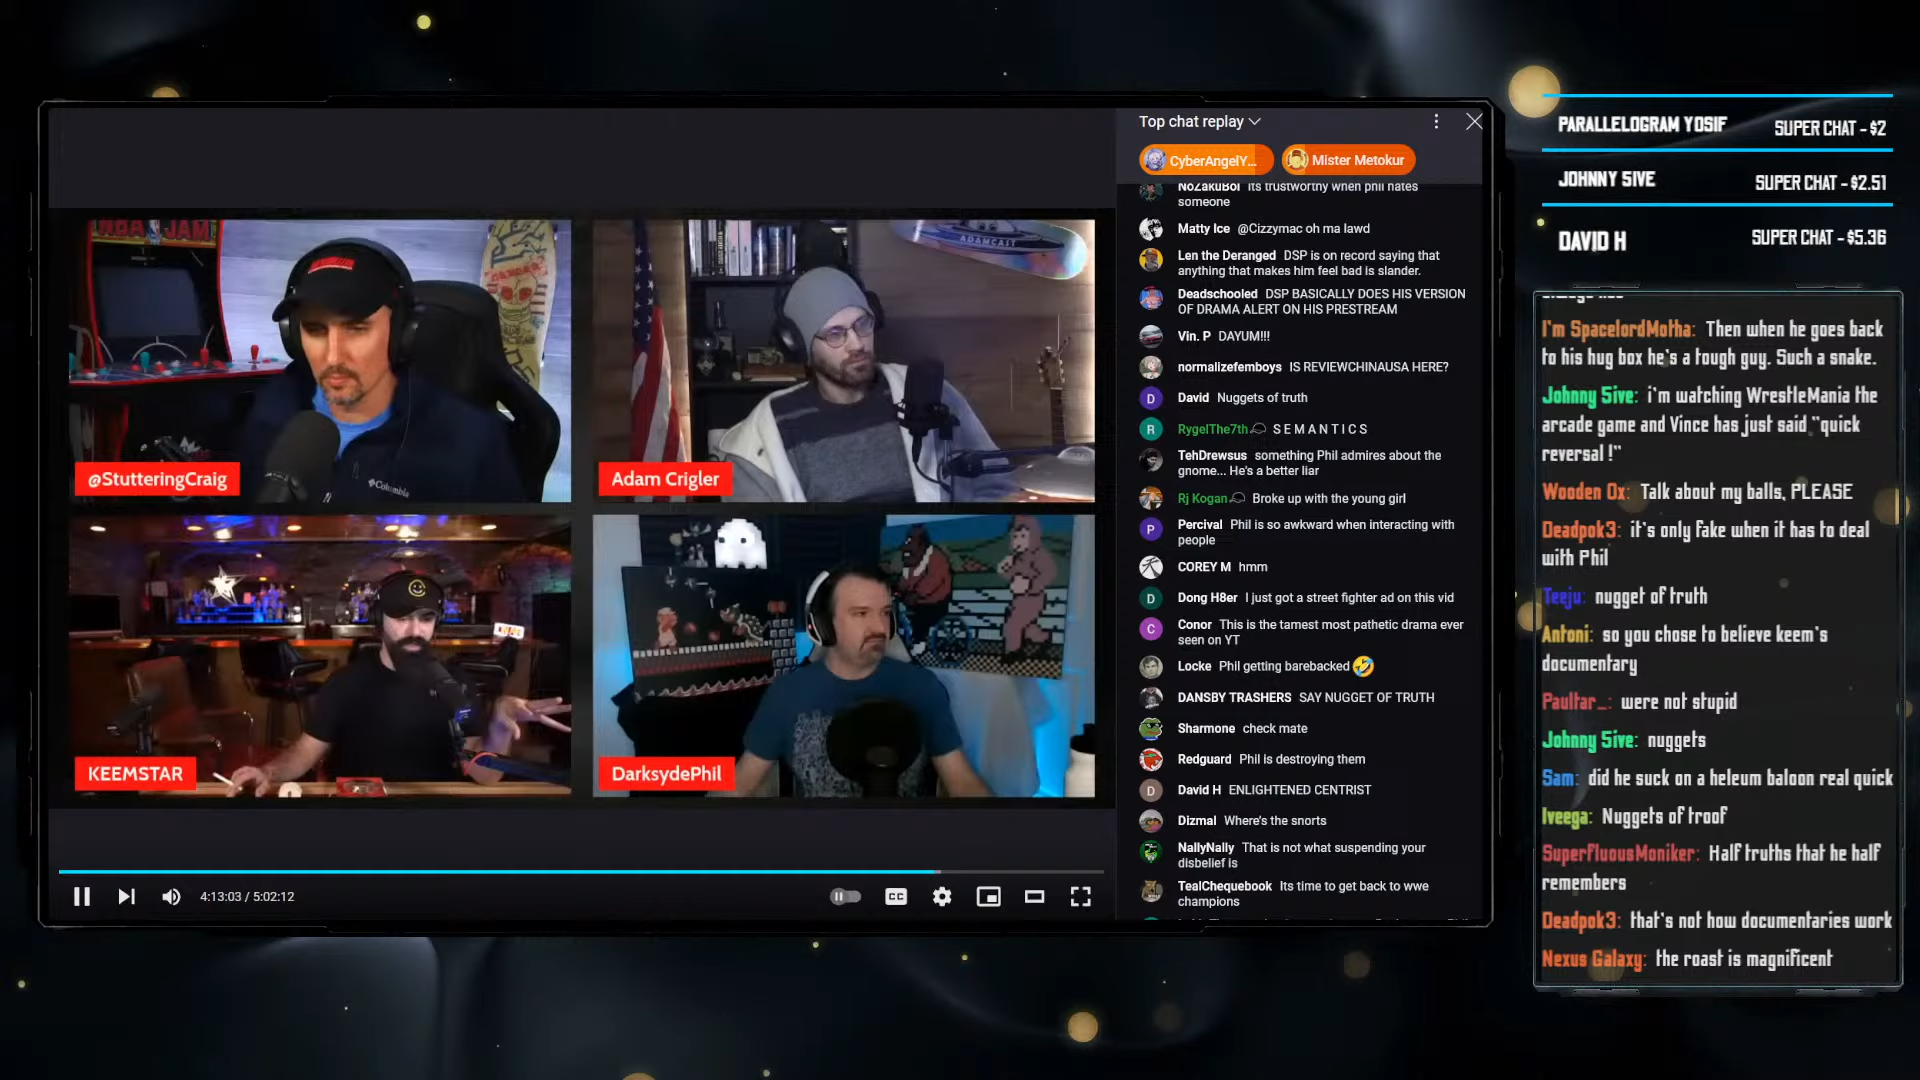 NBA JAM
ADAMCAST
@StutteringCraig
Columbia
Adam Crigler
KEEMSTAR
DarksydePhil
4:13:03 / 5:02:12
CC
Top chat replay
CyberAngelY...
Mister Metokur
NoZakuBoi Its trustworthy when phil hates
someone
Matty Ice @Cizzymac oh ma lawd
Len the Deranged DSP is on record saying that
anything that makes him feel bad is slander.
Deadschooled DSP BASICALLY DOES HIS VERSION
OF DRAMA ALERT ON HIS PRESTREAM
Vin. P DAYUM!!!
normalizefemboys IS REVIEWCHINAUSA HERE?
D David Nuggets of truth
R RygelThe7th S E M A N T I C S
TehDrewsus something Phil admires about the
gnome... He's a better liar
Rj Kogan Broke up with the young girl
P Percival Phil is so awkward when interacting with
people
COREY M hmm
D Dong H8er I just got a street fighter ad on this vid
C Conor This is the tamest most pathetic drama ever
seen on YT
Locke Phil getting barebacked 🤣
DANSBY TRASHERS SAY NUGGET OF TRUTH
Sharmone check mate
Redguard Phil is destroying them
D David H ENLIGHTENED CENTRIST
Dizmal Where's the snorts
NallyNally That is not what suspending your
disbelief is
TealChequebook Its time to get back to wwe
champions
PARALLELOGRAM YOSIF SUPER CHAT - $2
JOHNNY 5IVE SUPER CHAT - $2.51
DAVID H SUPER CHAT - $5.36
I'm SpacelordMotha: Then when he goes back
to his hug box he's a tough guy. Such a snake.
Johnny 5ive: i'm watching WrestleMania the
arcade game and Vince has just said "quick
reversal !"
Wooden Ox: Talk about my balls, PLEASE
Deadpok3: it's only fake when it has to deal
with Phil
Teeju: nugget of truth
Antoni: so you chose to believe keem's
documentary
Paultar_: were not stupid
Johnny 5ive: nuggets
Sam: did he suck on a heleum baloon real quick
Iveega: Nuggets of troof
SuperfluousMoniker: Half truths that he half
remembers
Deadpok3: that's not how documentaries work
Nexus Galaxy: the roast is magnificent